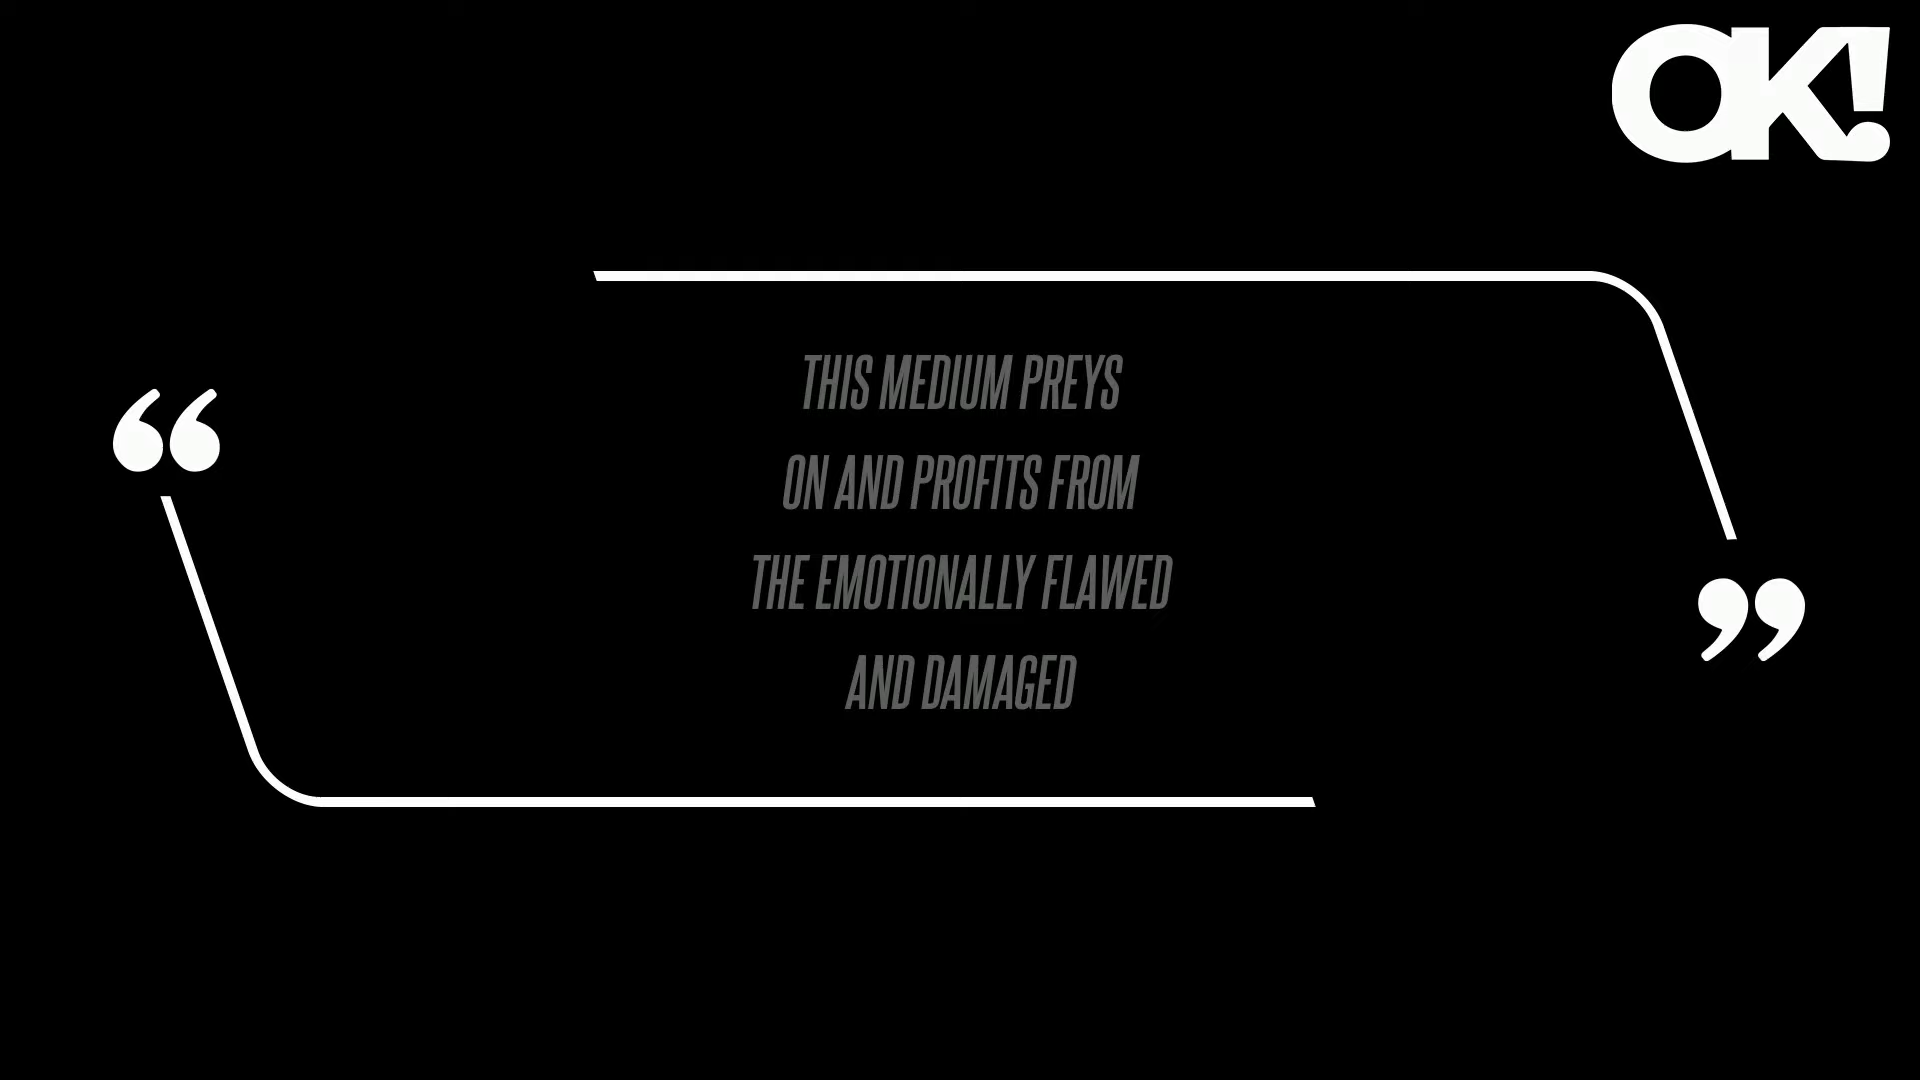 OK!
“
THIS MEDIUM PREYS
ON AND PROFITS FROM
THE EMOTIONALLY FLAWED
AND DAMAGED
”